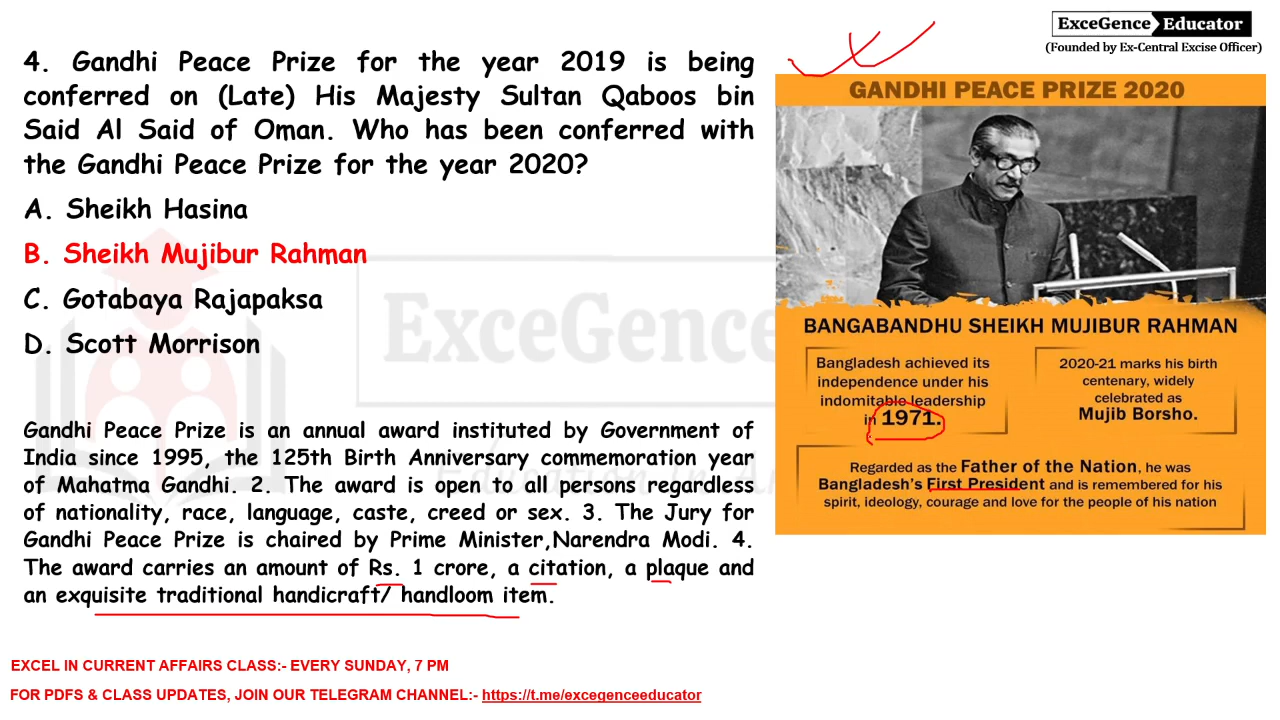 ExceGence Educator
(Founded by Ex-Central Excise Officer)
4. Gandhi Peace Prize for the year 2019 is being
conferred on (Late) His Majesty Sultan Qaboos bin
Said Al Said of Oman. Who has been conferred with
the Gandhi Peace Prize for the year 2020?
A. Sheikh Hasina
B. Sheikh Mujibur Rahman
C. Gotabaya Rajapaksa
D. Scott Morrison
ExceGence
Gandhi Peace Prize is an annual award instituted by Government of
India since 1995, the 125th Birth Anniversary commemoration year
of Mahatma Gandhi. 2. The award is open to all persons regardless
of nationality, race, language, caste, creed or sex. 3. The Jury for
Gandhi Peace Prize is chaired by Prime Minister,Narendra Modi. 4.
The award carries an amount of Rs. 1 crore, a citation, a plaque and
an exquisite traditional handicraft/ handloom item.
GANDHI PEACE PRIZE 2020
BANGABANDHU SHEIKH MUJIBUR RAHMAN
Bangladesh achieved its
independence under his
indomitable leadership
in 1971.
2020-21 marks his birth
centenary, widely
celebrated as
Mujib Borsho.
Regarded as the Father of the Nation, he was
Bangladesh's First President and is remembered for his
spirit, ideology, courage and love for the people of his nation
EXCEL IN CURRENT AFFAIRS CLASS:- EVERY SUNDAY, 7 PM
FOR PDFS & CLASS UPDATES, JOIN OUR TELEGRAM CHANNEL:- https://t.me/excegenceeducator